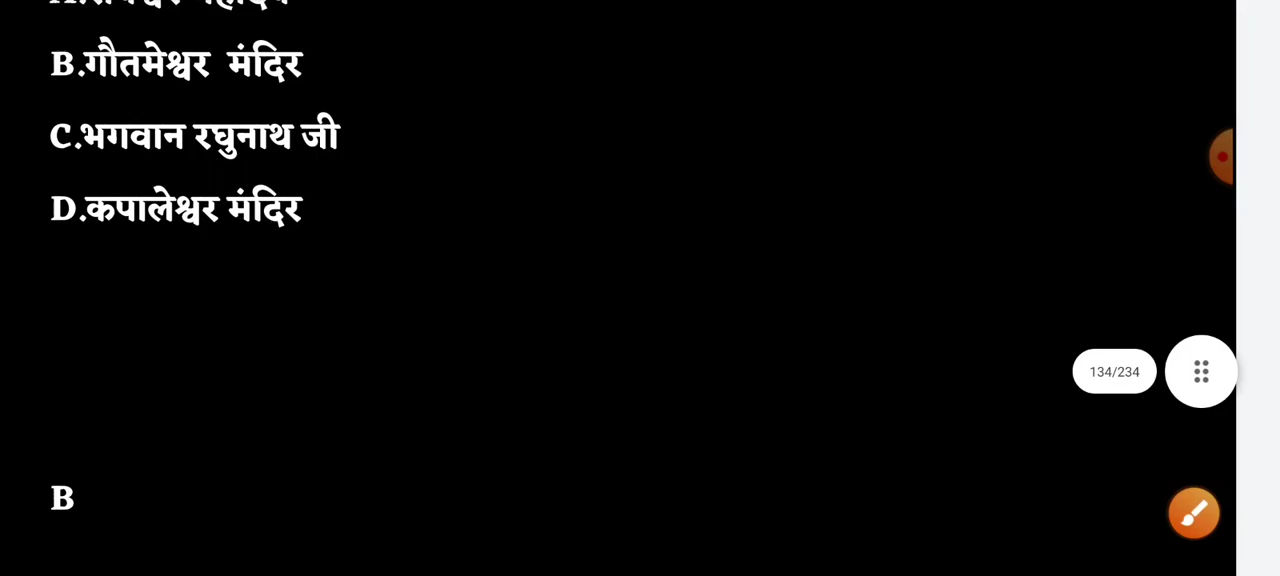 B.गौतमेश्वर मंदिर
C.भगवान रघुनाथ जी
D.कपालेश्वर मंदिर
134/234
B